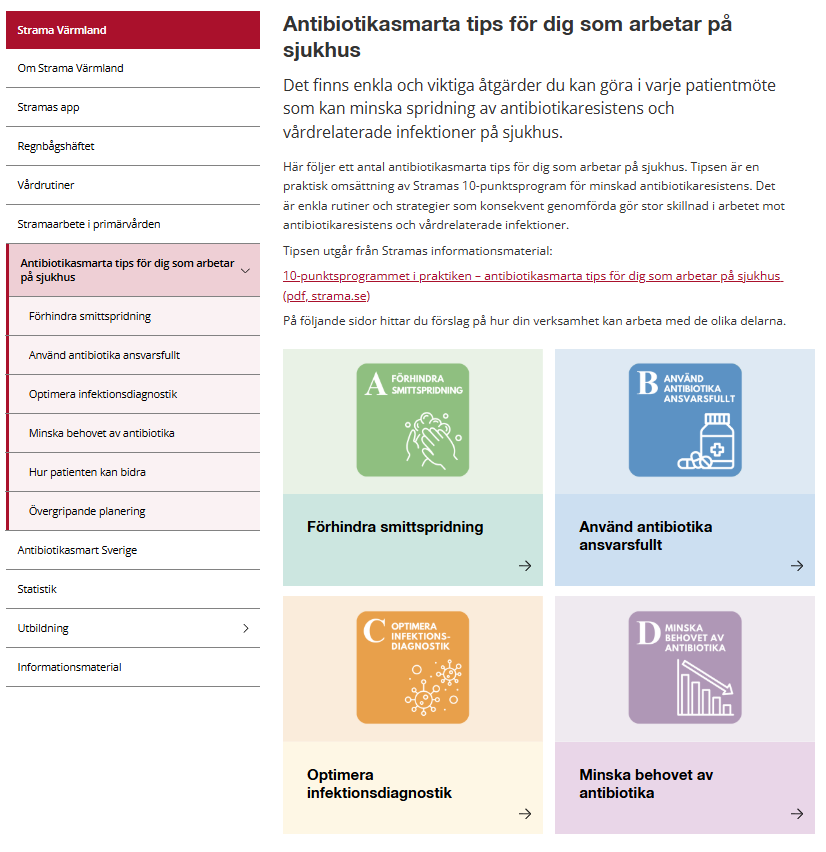 Strama Värmland
Om Strama Värmland
Stramas app
Regnbågshäftet
Vårdrutiner
Stramaarbete i primärvården
Antibiotikasmarta tips för dig som arbetar
på sjukhus
Förhindra smittspridning
Använd antibiotika ansvarsfullt
Optimera infektionsdiagnostik
Minska behovet av antibiotika
Hur patienten kan bidra
Övergripande planering
Antibiotikasmart Sverige
Statistik
Utbildning
Informationsmaterial
Antibiotikasmarta tips för dig som arbetar på
sjukhus
Det finns enkla och viktiga åtgärder du kan göra i varje patientmöte
som kan minska spridning av antibiotikaresistens och
vårdrelaterade infektioner på sjukhus.
Här följer ett antal antibiotikasmarta tips för dig som arbetar på sjukhus. Tipsen är en
praktisk omsättning av Stramas 10-punktsprogram för minskad antibiotikaresistens. Det
är enkla rutiner och strategier som konsekvent genomförda gör stor skillnad i arbetet mot
antibiotikaresistens och vårdrelaterade infektioner.
Tipsen utgår från Stramas informationsmaterial:
10-punktsprogrammet i praktiken – antibiotikasmarta tips för dig som arbetar på sjukhus
(pdf, strama.se)
På följande sidor hittar du förslag på hur din verksamhet kan arbeta med de olika delarna.
A FÖRHINDRA
SMITTSPRIDNING
Förhindra smittspridning
B ANVÄND
ANTIBIOTIKA
ANSVARSFULLT
Använd antibiotika
ansvarsfullt
C OPTIMERA
INFEKTIONS-
DIAGNOSTIK
Optimera
infektionsdiagnostik
D MINSKA
BEHOVET AV
ANTIBIOTIKA
Minska behovet av
antibiotika